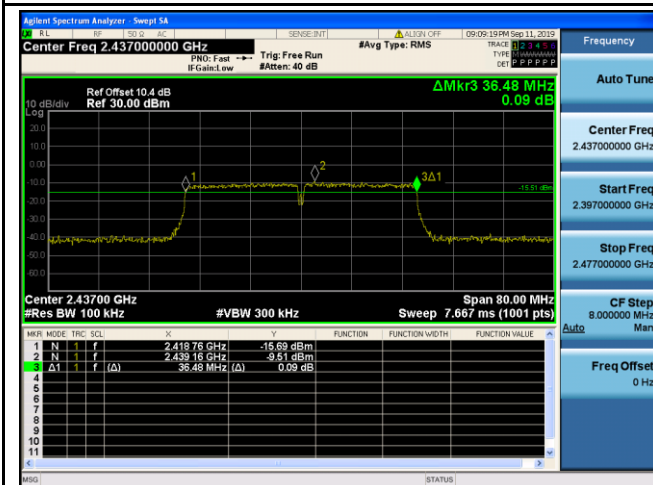 Agilent Spectrum Analyzer - Swept SA
RL RF 50 Ω AC SENSE:INT ALIGN OFF 09:09:19 PM Sep 11, 2019
Center Freq 2.437000000 GHz #Avg Type: RMS TRACE 1 2 3 4 5 6
PNO: Fast Trig: Free Run TYPE
IFGain:Low #Atten: 40 dB DET P P P P P P
Frequency
Auto Tune
Ref Offset 10.4 dB ΔMkr3 36.48 MHz
10 dB/div Ref 30.00 dBm 0.09 dB
Log
20.0
10.0
0.00
-10.0
-20.0
-30.0
-40.0
-50.0
-60.0
1
2
3Δ1
-15.51 dBm
Center Freq
2.437000000 GHz
Start Freq
2.397000000 GHz
Stop Freq
2.477000000 GHz
Center 2.43700 GHz Span 80.00 MHz
#Res BW 100 kHz #VBW 300 kHz Sweep 7.667 ms (1001 pts)
CF Step
8.000000 MHz
Auto Man
Freq Offset
0 Hz
MKR MODE TRC SCL X Y FUNCTION FUNCTION WIDTH FUNCTION VALUE
1 N 1 f 2.418 76 GHz -15.69 dBm
2 N 1 f 2.439 16 GHz -9.51 dBm
3 Δ1 1 f (Δ) 36.48 MHz (Δ) 0.09 dB
4
5
6
7
8
9
10
11
MSG STATUS